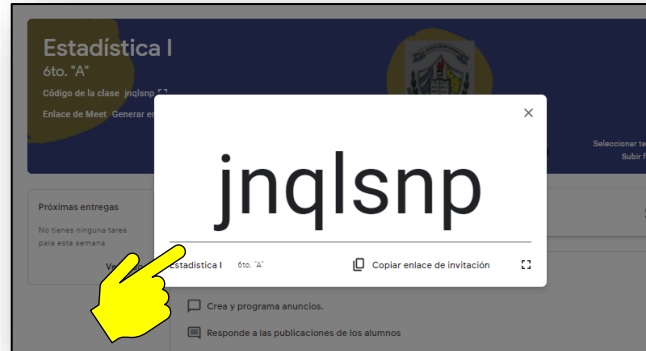 Estadística I
6to. "A"
Código de la clase jnqlsnp
Enlace de Meet Generar
jnqlsnp
Seleccionar
Subir
Próximas entregas
No tienes ninguna tarea
para esta semana
Estadística I 6to. "A" Copiar enlace de invitación
Crea y programa anuncios.
Responde a las publicaciones de los alumnos